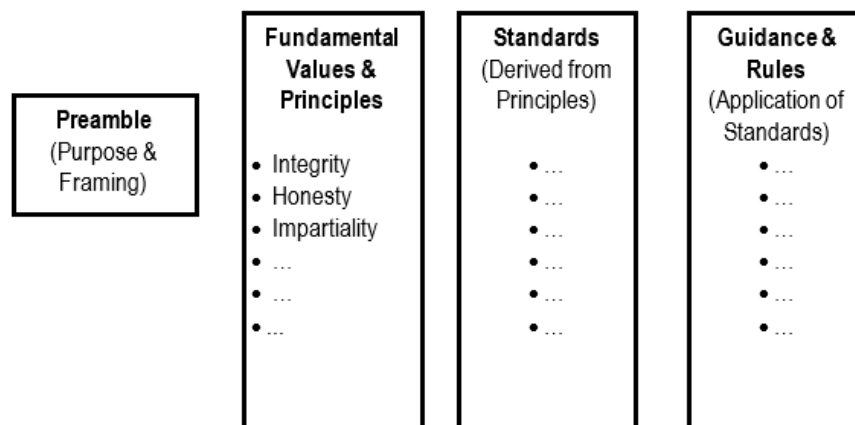 Preamble
(Purpose &
Framing)
Fundamental
Values &
Principles
• Integrity
• Honesty
• Impartiality
• ...
• ...
• ...
Standards
(Derived from
Principles)
• ...
• ...
• ...
• ...
• ...
• ...
Guidance &
Rules
(Application of
Standards)
• ...
• ...
• ...
• ...
• ...
• ...